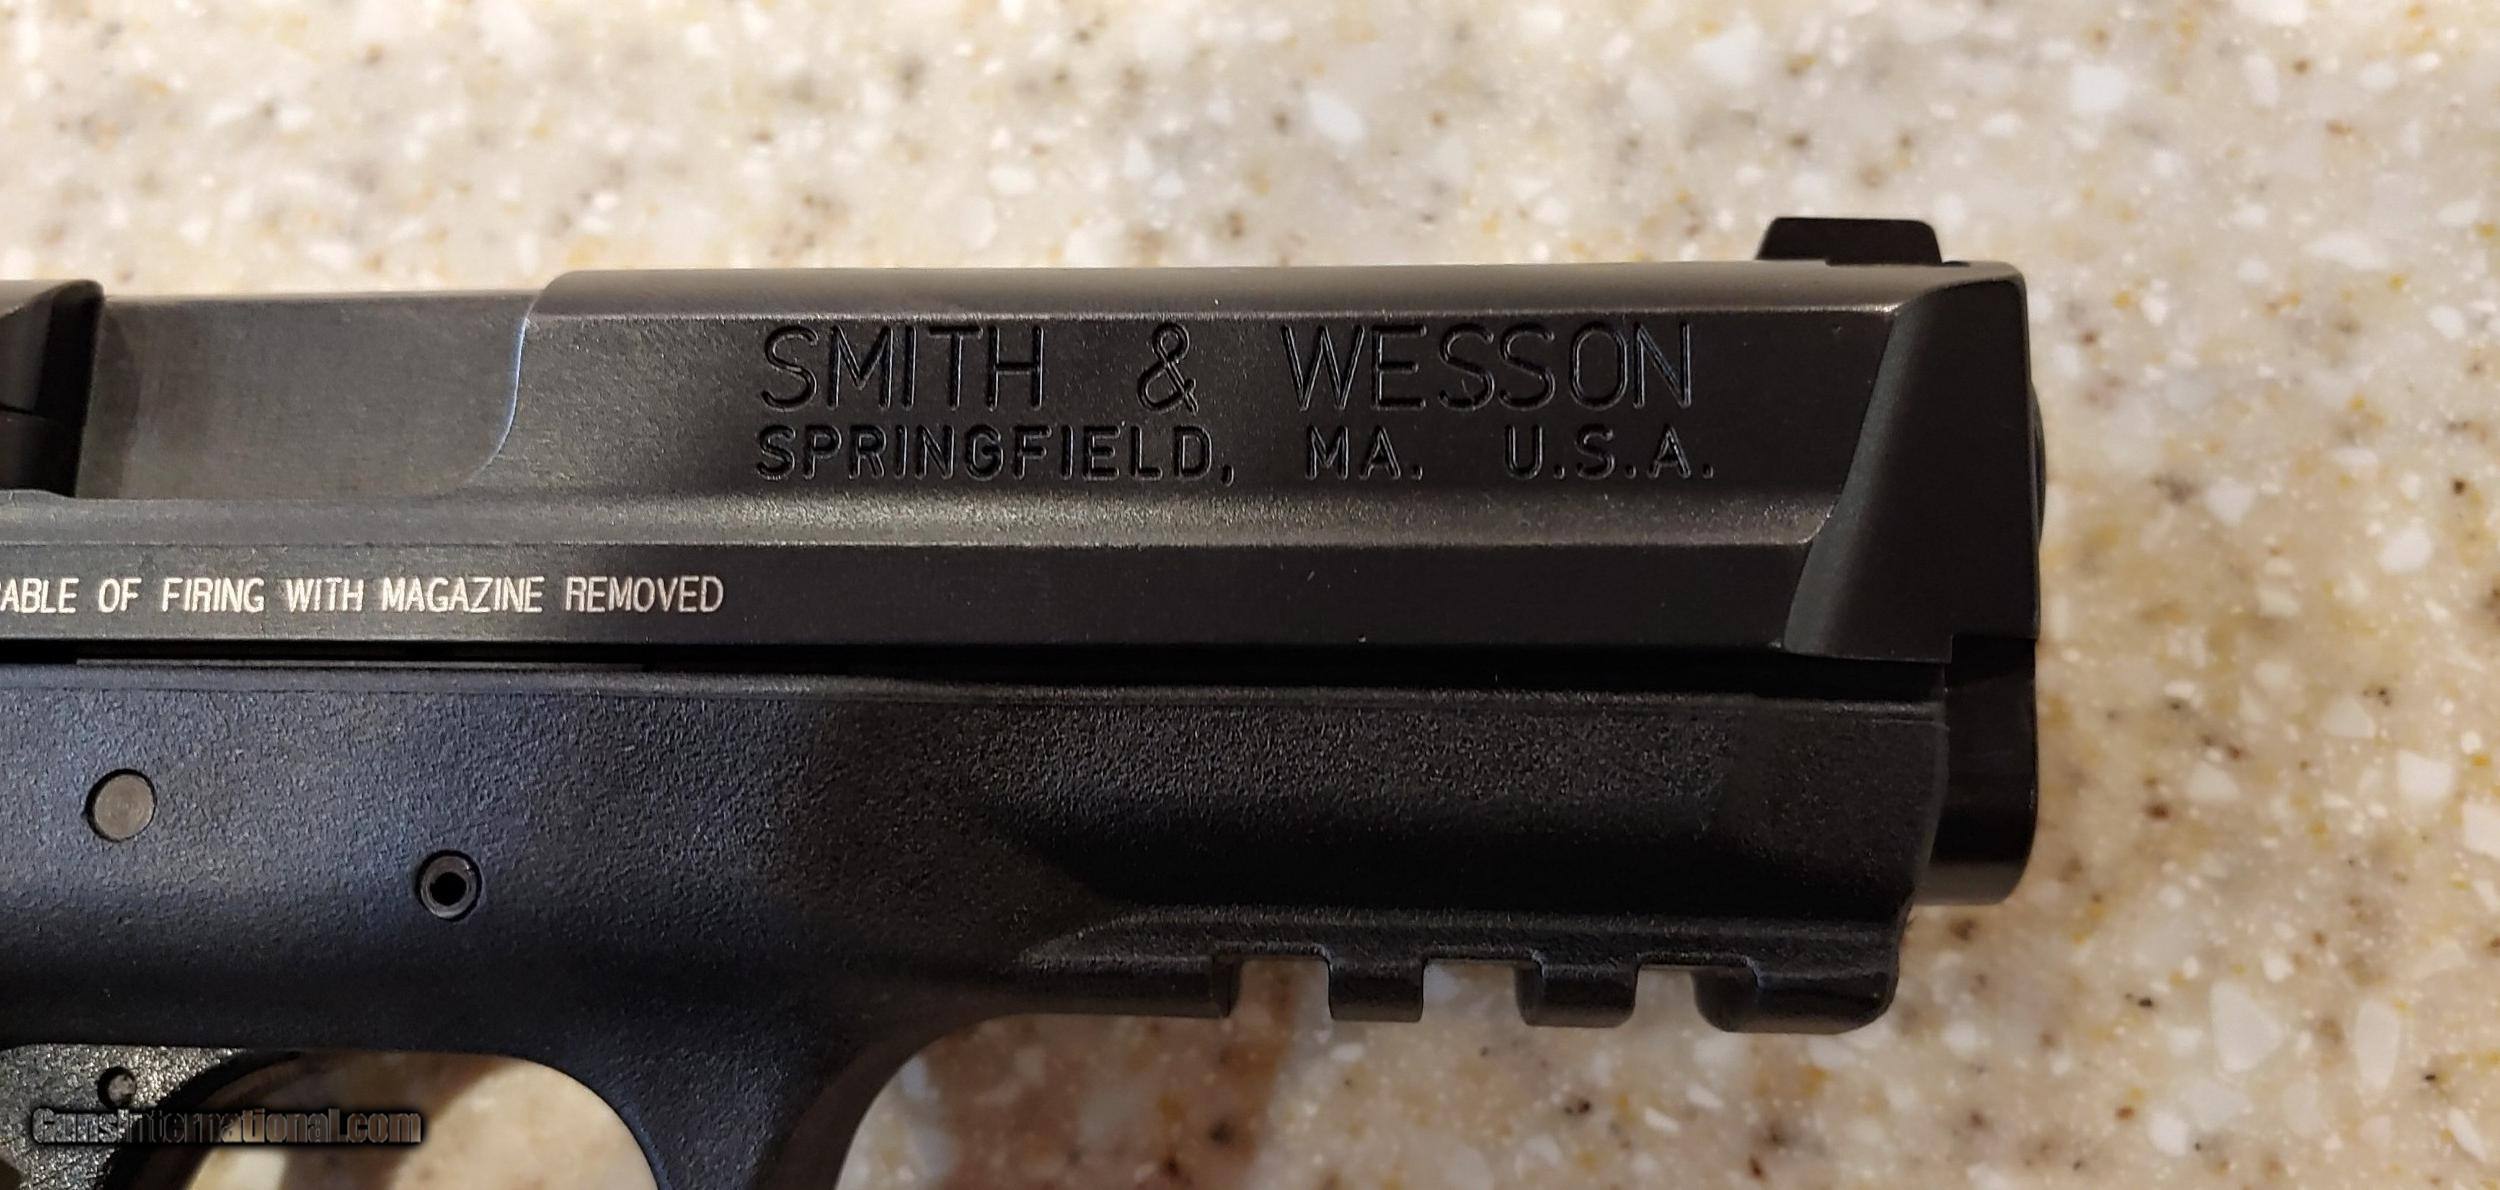 SMITH & WESSON
SPRINGFIELD, MA. U.S.A.
ABLE OF FIRING WITH MAGAZINE REMOVED
GunsInternational.com